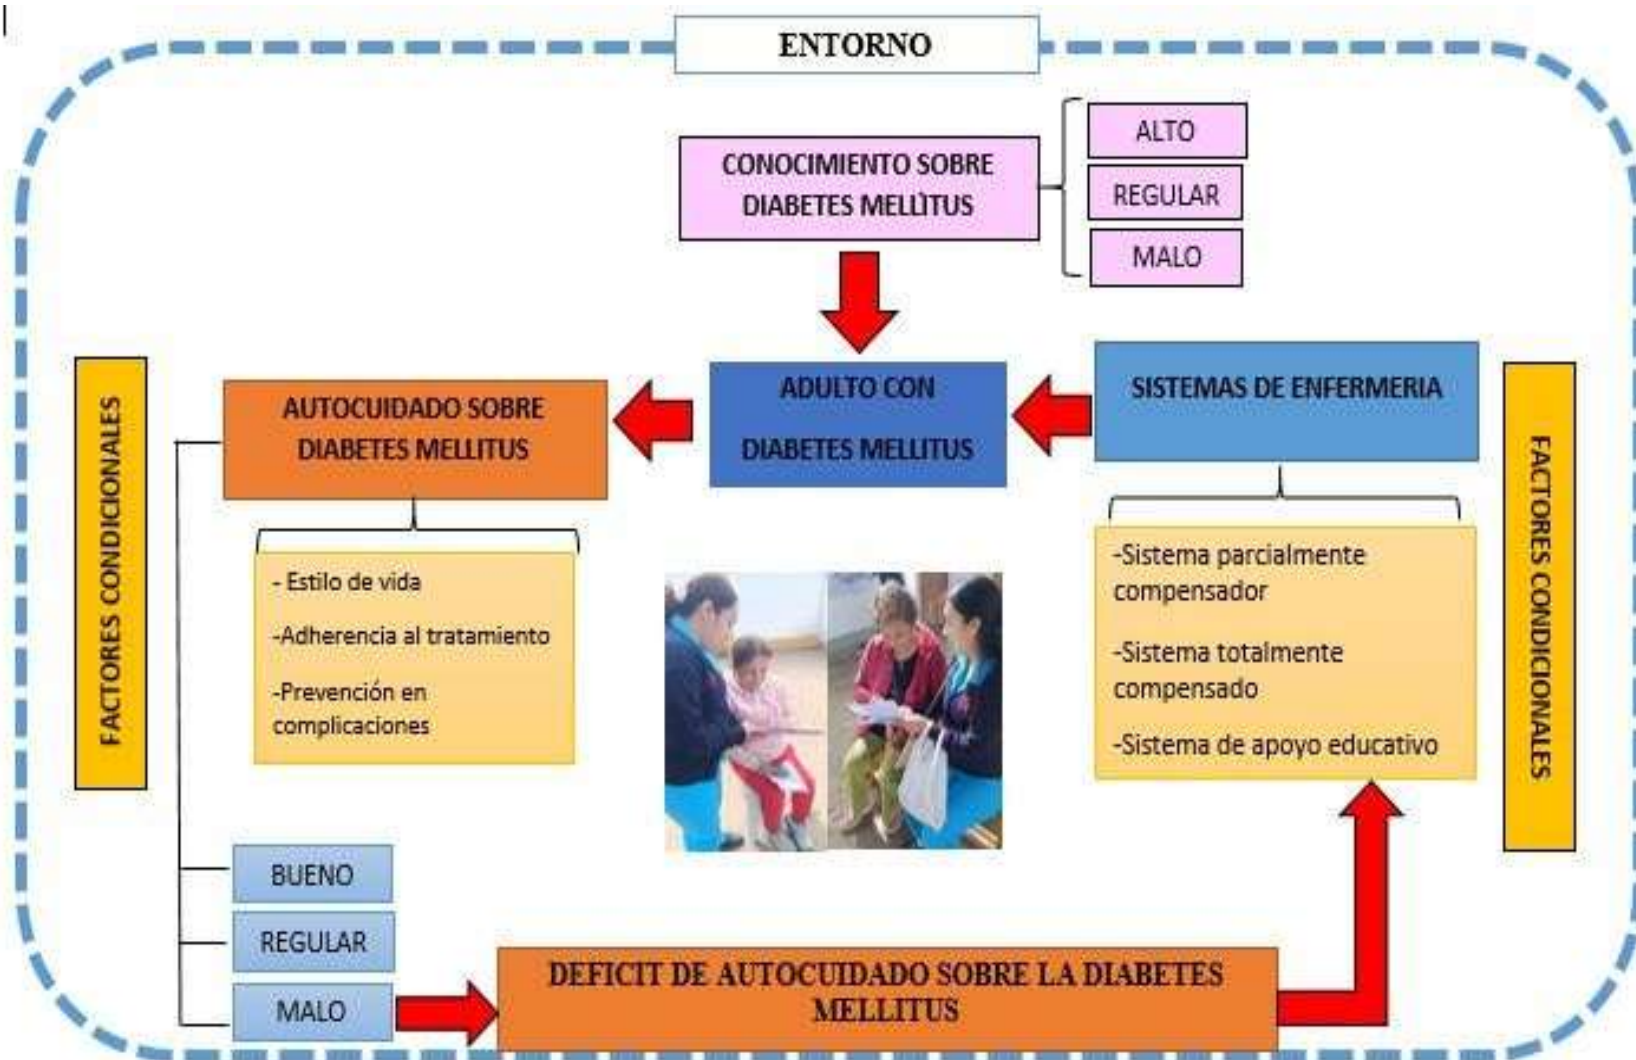 ENTORNO
CONOCIMIENTO SOBRE
DIABETES MELLÌTUS
ALTO
REGULAR
MALO
FACTORES CONDICIONALES
AUTOCUIDADO SOBRE
DIABETES MELLITUS
ADULTO CON
DIABETES MELLITUS
SISTEMAS DE ENFERMERIA
FACTORES CONDICIONALES
- Estilo de vida
-Adherencia al tratamiento
-Prevención en
complicaciones
-Sistema parcialmente
compensador
-Sistema totalmente
compensado
-Sistema de apoyo educativo
BUENO
REGULAR
MALO
DEFICIT DE AUTOCUIDADO SOBRE LA DIABETES
MELLITUS